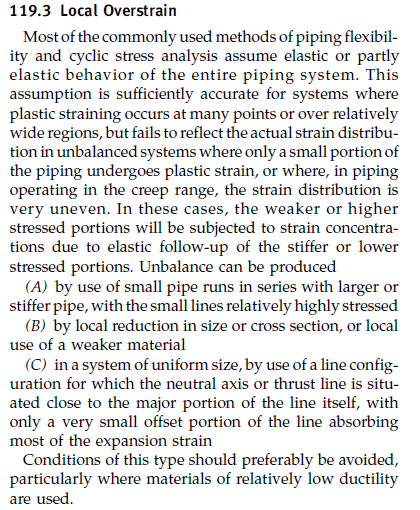 119.3 Local Overstrain
Most of the commonly used methods of piping flexibil-
ity and cyclic stress analysis assume elastic or partly
elastic behavior of the entire piping system. This
assumption is sufficiently accurate for systems where
plastic straining occurs at many points or over relatively
wide regions, but fails to reflect the actual strain distribu-
tion in unbalanced systems where only a small portion of
the piping undergoes plastic strain, or where, in piping
operating in the creep range, the strain distribution is
very uneven. In these cases, the weaker or higher
stressed portions will be subjected to strain concentra-
tions due to elastic follow-up of the stiffer or lower
stressed portions. Unbalance can be produced
(A) by use of small pipe runs in series with larger or
stiffer pipe, with the small lines relatively highly stressed
(B) by local reduction in size or cross section, or local
use of a weaker material
(C) in a system of uniform size, by use of a line config-
uration for which the neutral axis or thrust line is situ-
ated close to the major portion of the line itself, with
only a very small offset portion of the line absorbing
most of the expansion strain
Conditions of this type should preferably be avoided,
particularly where materials of relatively low ductility
are used.